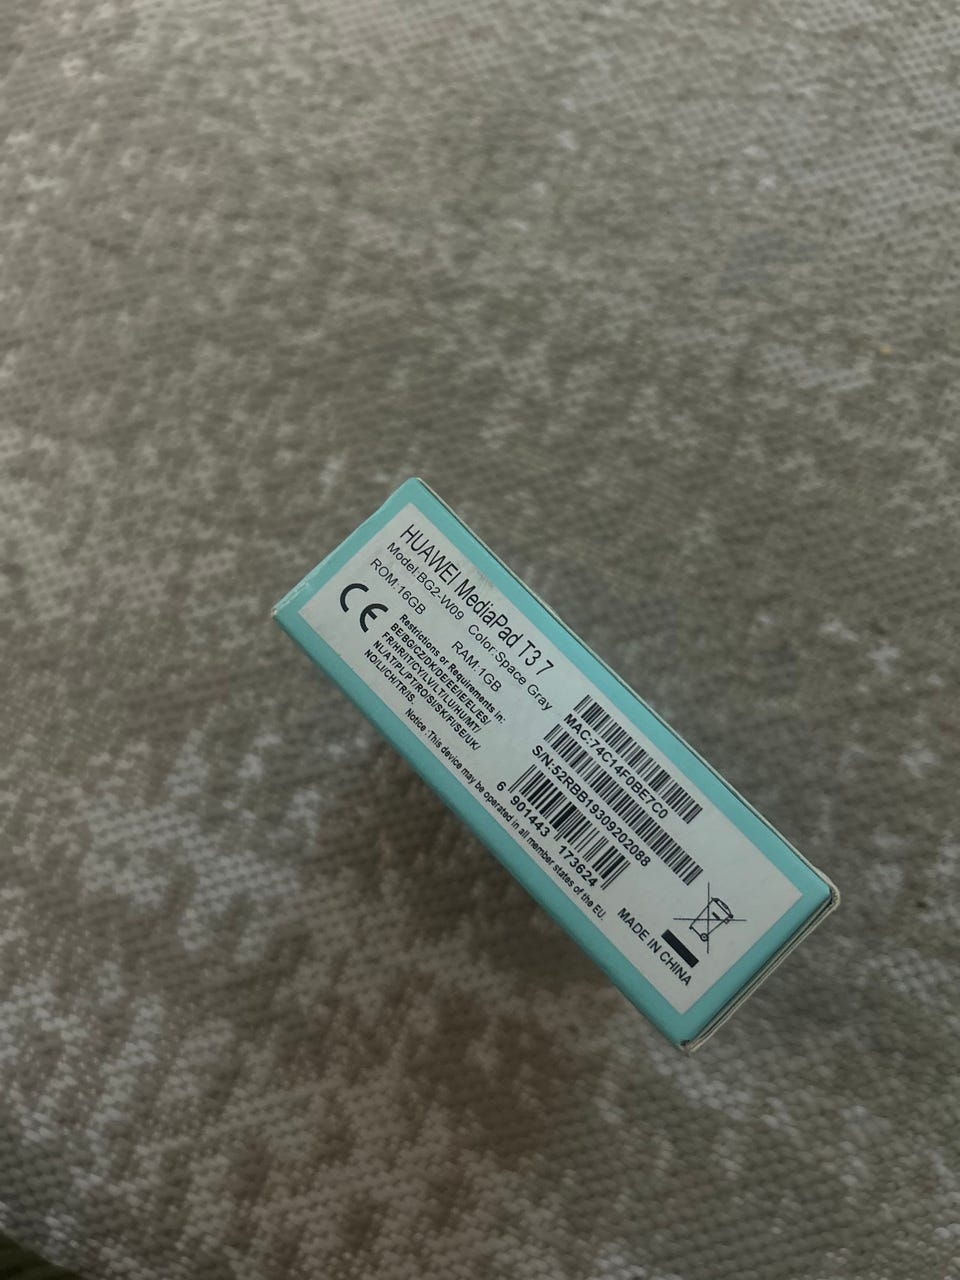 HUAWEI MediaPad T3 7
Model:BG2-W09 Color:Space Gray
ROM:16GB RAM:1GB
CE
Restrictions or Requirements in:
BE/BG/CZ/DK/DE/EE/IE/EL/ES/
FR/HR/IT/CY/LV/LT/LU/HU/MT/
NL/AT/PL/PT/RO/SI/SK/FI/SE/UK/
NO/LI/CH/TR/IS.
Notice :This device may be operated in all member states of the EU.
MAC:74C14F0BE7C0
S/N:52RBB19309202088
6 901443 173624
MADE IN CHINA